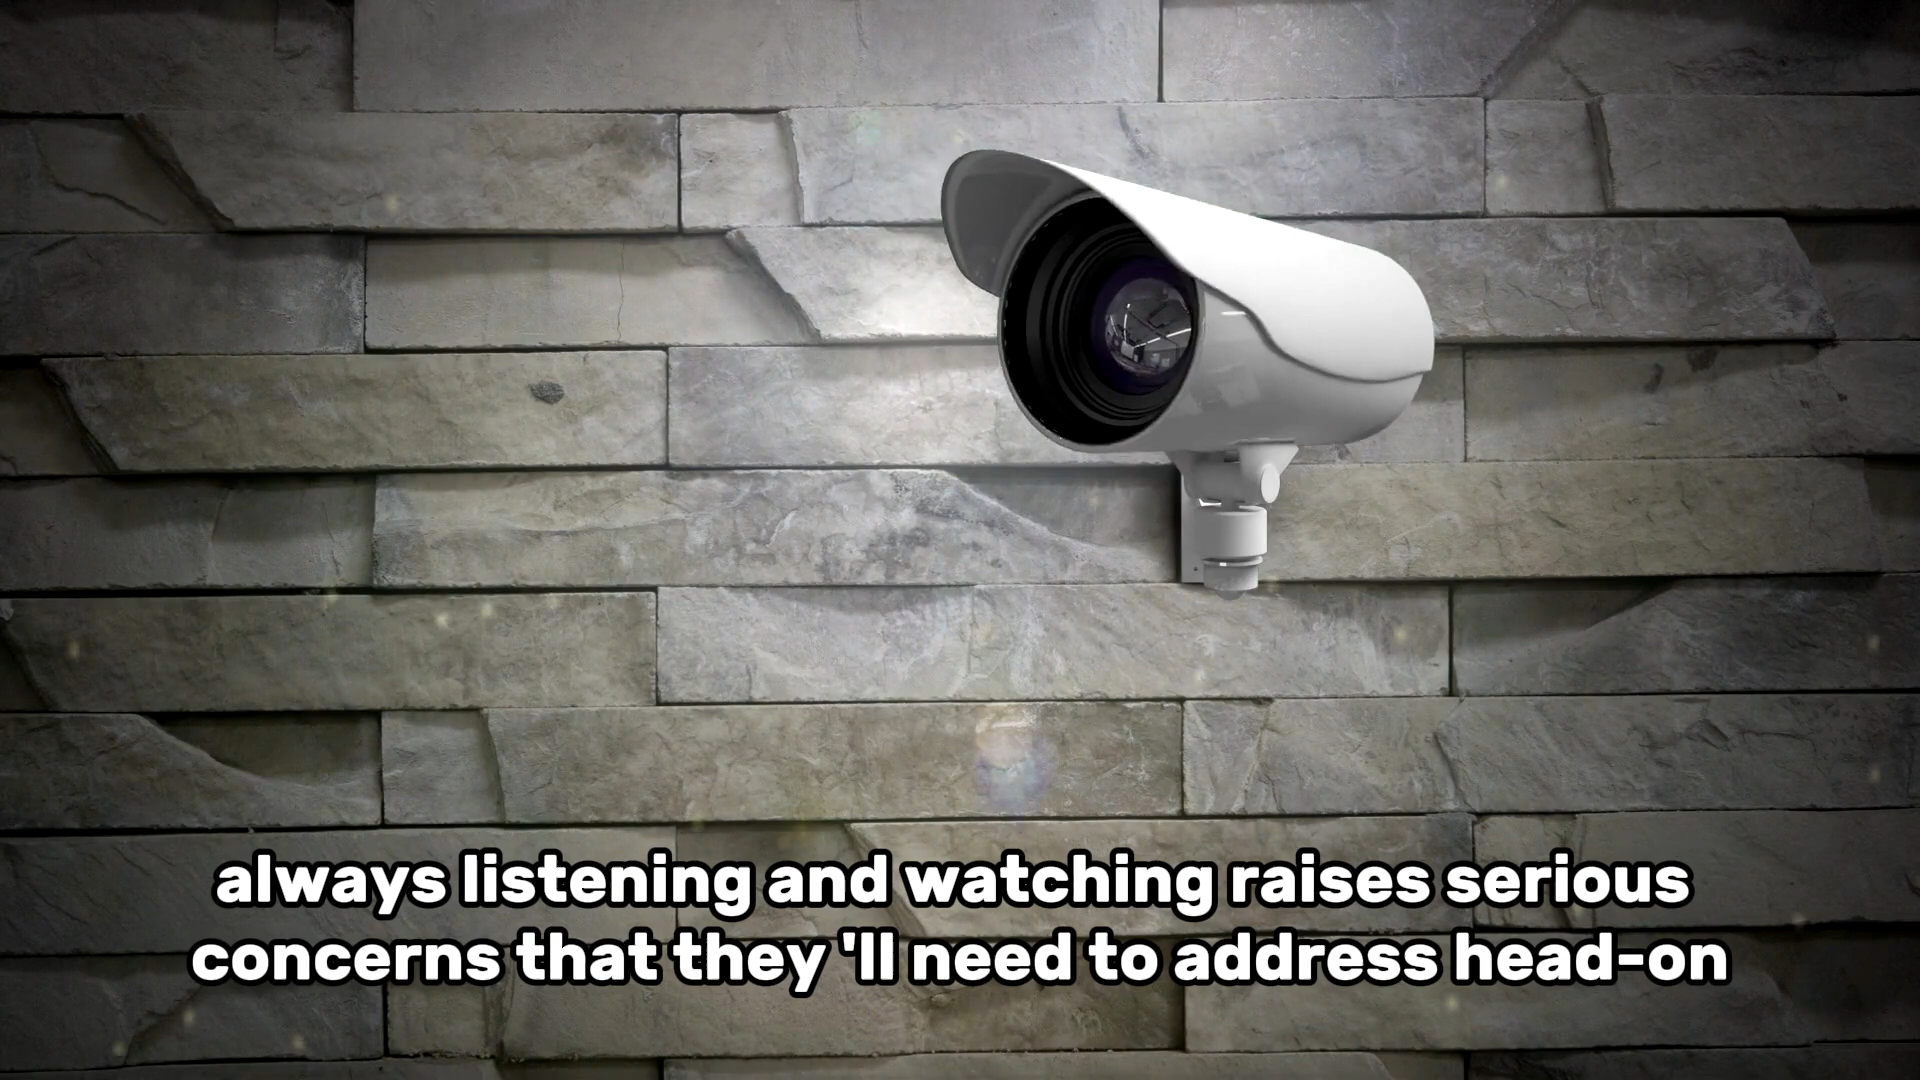 always listening and watching raises serious
concerns that they 'll need to address head-on